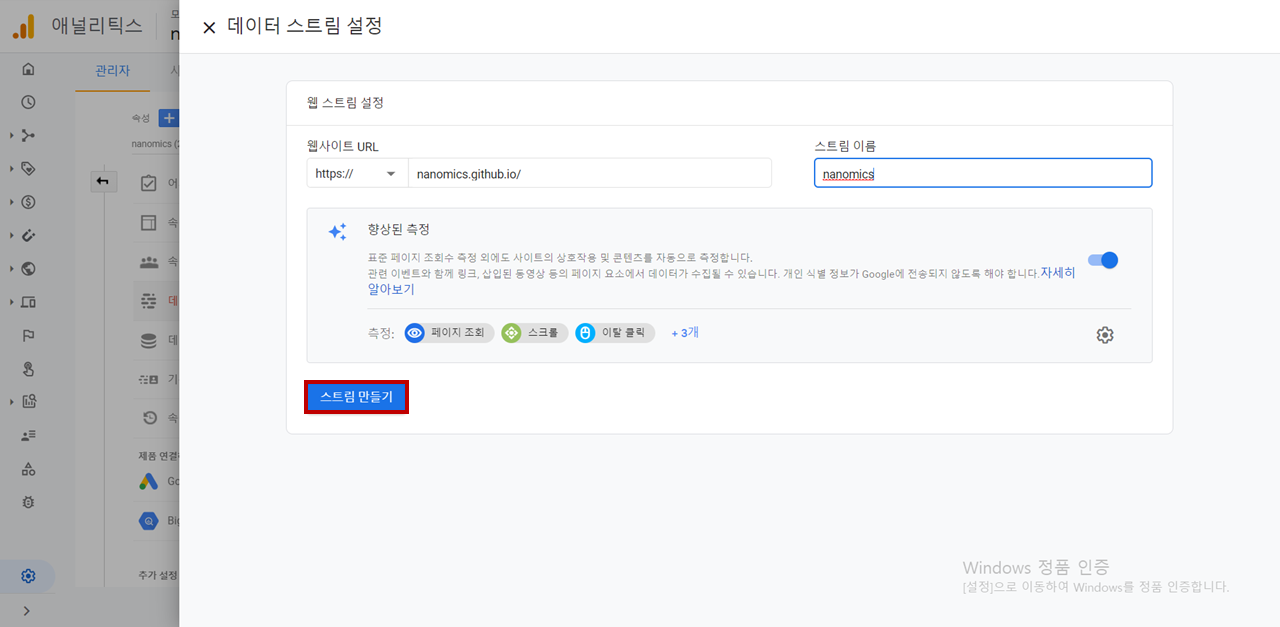 애널리틱스
데이터 스트림 설정
관리자
속성
nanomics (
웹 스트림 설정
웹사이트 URL
스트림 이름
https://
nanomics.github.io/
nanomics
향상된 측정
표준 페이지 조회수 측정 외에도 사이트의 상호작용 및 콘텐츠를 자동으로 측정합니다.
관련 이벤트와 함께 링크, 삽입된 동영상 등의 페이지 요소에서 데이터가 수집될 수 있습니다. 개인 식별 정보가 Google에 전송되지 않도록 해야 합니다.자세히
알아보기
측정: 페이지 조회 스크롤 이탈 클릭 + 3개
스트림 만들기
어
속
속
데
데
기
속
제품 연결
Go
Big
추가 설정
Windows 정품 인증
[설정]으로 이동하여 Windows를 정품 인증합니다.